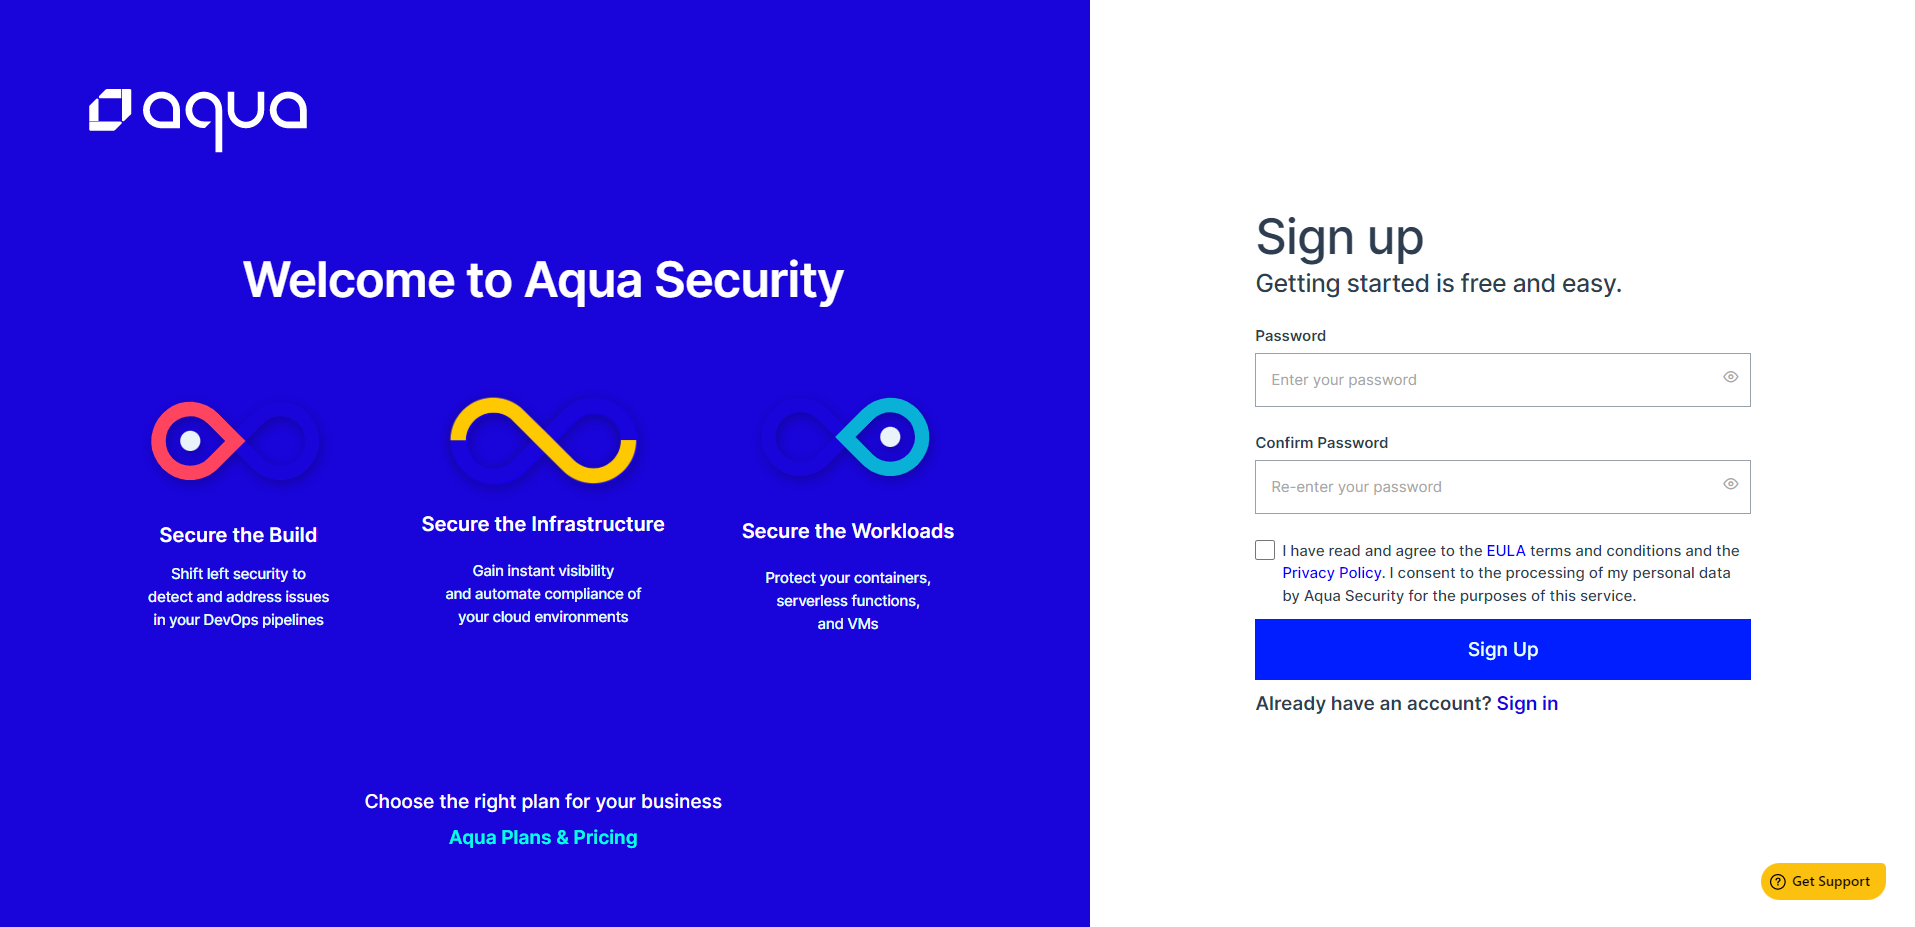 aqua
Welcome to Aqua Security
Secure the Build
Shift left security to
detect and address issues
in your DevOps pipelines
Secure the Infrastructure
Gain instant visibility
and automate compliance of
your cloud environments
Secure the Workloads
Protect your containers,
serverless functions,
and VMs
Choose the right plan for your business
Aqua Plans & Pricing
Sign up
Getting started is free and easy.
Password
Enter your password
Confirm Password
Re-enter your password
I have read and agree to the EULA terms and conditions and the
Privacy Policy. I consent to the processing of my personal data
by Aqua Security for the purposes of this service.
Sign Up
Already have an account? Sign in
Get Support